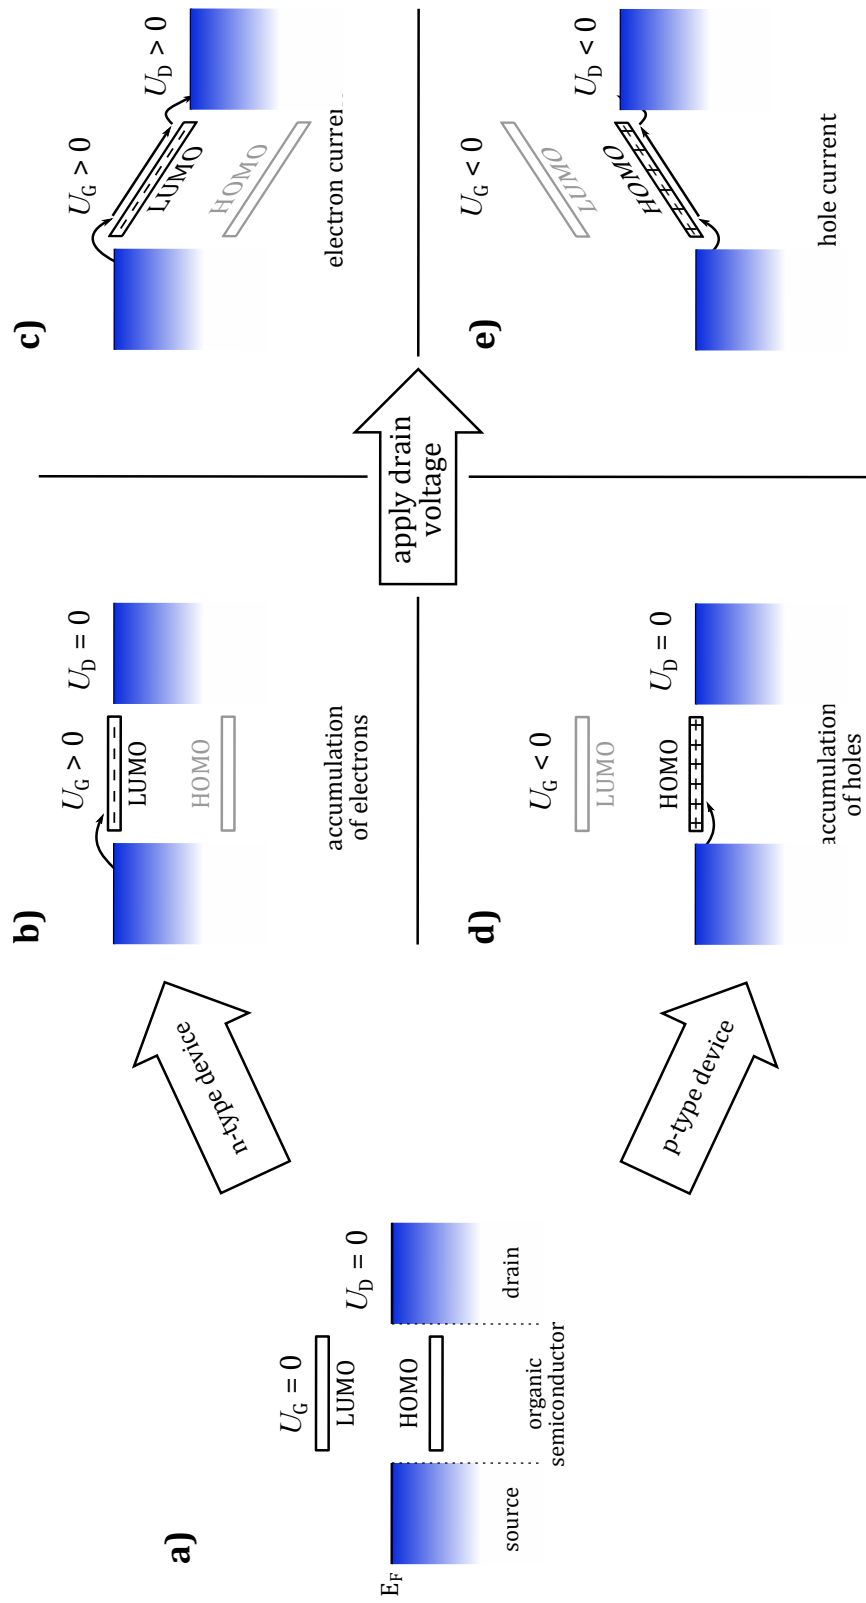 a)
U_G = 0
U_D = 0
LUMO
HOMO
E_F
source
organic
semiconductor
drain
n-type device
p-type device
b)
U_G > 0
U_D = 0
LUMO
HOMO
accumulation
of electrons
d)
U_G < 0
U_D = 0
LUMO
HOMO
accumulation
of holes
apply drain
voltage
c)
U_G > 0
U_D > 0
LUMO
HOMO
electron curren
e)
U_G < 0
U_D < 0
LUMO
HOMO
hole current